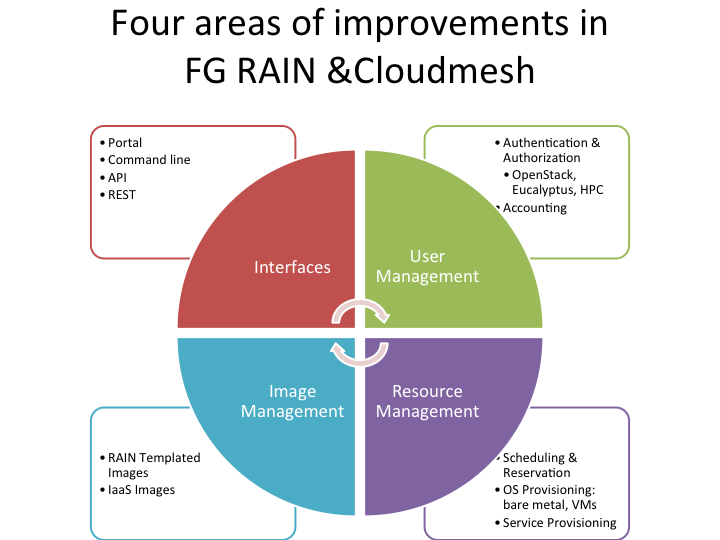 Four areas of improvements in
FG RAIN &Cloudmesh
• Portal
• Command line
• API
• REST
• Authentication &
Authorization
• OpenStack,
Eucalyptus, HPC
• Accounting
Interfaces
User
Management
Image
Management
Resource
Management
• RAIN Templated
Images
• IaaS Images
• Scheduling &
Reservation
• OS Provisioning:
bare metal, VMs
• Service Provisioning